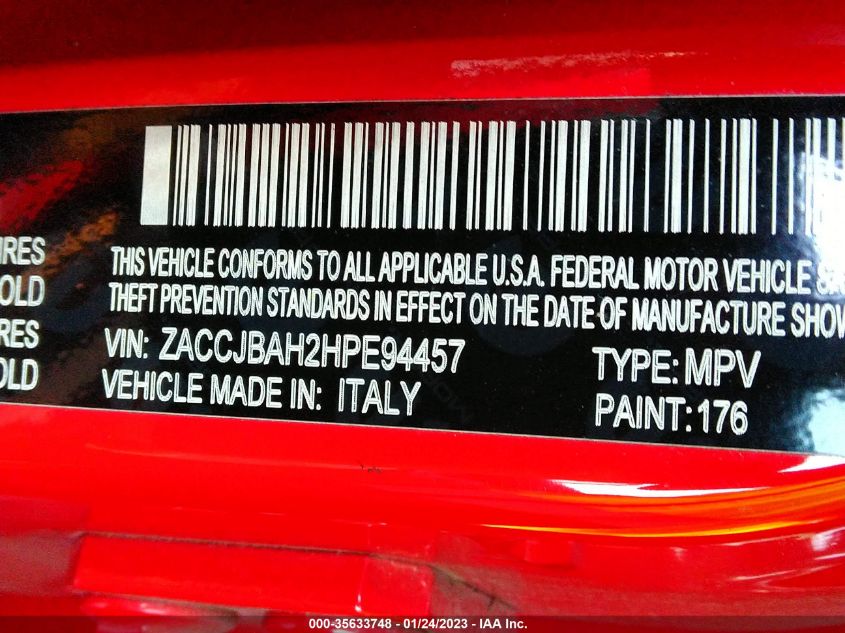 IRES
OLD
RES
OLD
THIS VEHICLE CONFORMS TO ALL APPLICABLE U.S.A. FEDERAL MOTOR VEHICLE
THEFT PREVENTION STANDARDS IN EFFECT ON THE DATE OF MANUFACTURE SHOW
VIN: ZACCJBAH2HPE94457
TYPE: MPV
VEHICLE MADE IN: ITALY
PAINT: 176
000-35633748 - 01/24/2023 - IAA Inc.